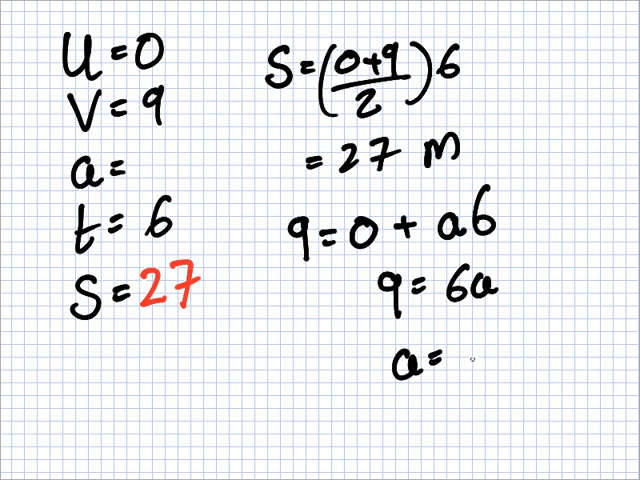 U = 0
V = 9
a =
t = 6
S = 27
S = (0+9/2) 6
= 27 m
9 = 0 + a6
9 = 6a
a =